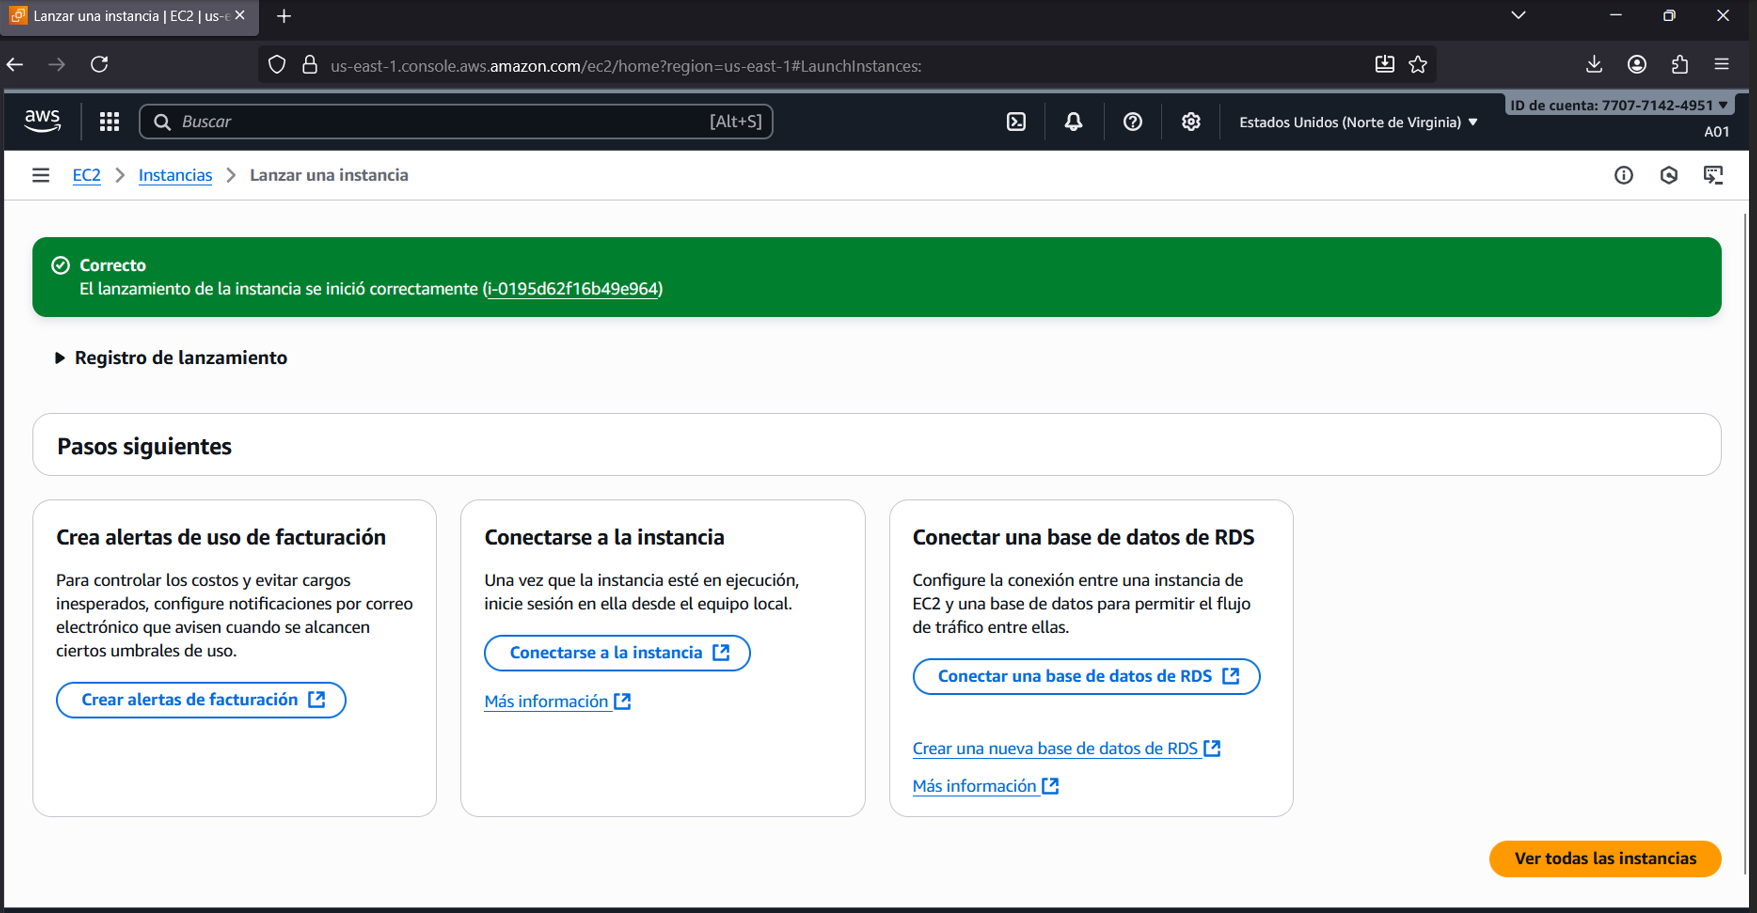 Lanzar una instancia | EC2 | us-e
us-east-1.console.aws.amazon.com/ec2/home?region=us-east-1#LaunchInstances:
aws
Buscar
[Alt+S]
Estados Unidos (Norte de Virginia)
ID de cuenta: 7707-7142-4951
A01
EC2
Instancias
Lanzar una instancia
Correcto
El lanzamiento de la instancia se inició correctamente (i-0195d62f16b49e964)
Registro de lanzamiento
Pasos siguientes
Crea alertas de uso de facturación
Para controlar los costos y evitar cargos
inesperados, configure notificaciones por correo
electrónico que avisen cuando se alcancen
ciertos umbrales de uso.
Crear alertas de facturación
Conectarse a la instancia
Una vez que la instancia esté en ejecución,
inicie sesión en ella desde el equipo local.
Conectarse a la instancia
Más información
Conectar una base de datos de RDS
Configure la conexión entre una instancia de
EC2 y una base de datos para permitir el flujo
de tráfico entre ellas.
Conectar una base de datos de RDS
Crear una nueva base de datos de RDS
Más información
Ver todas las instancias